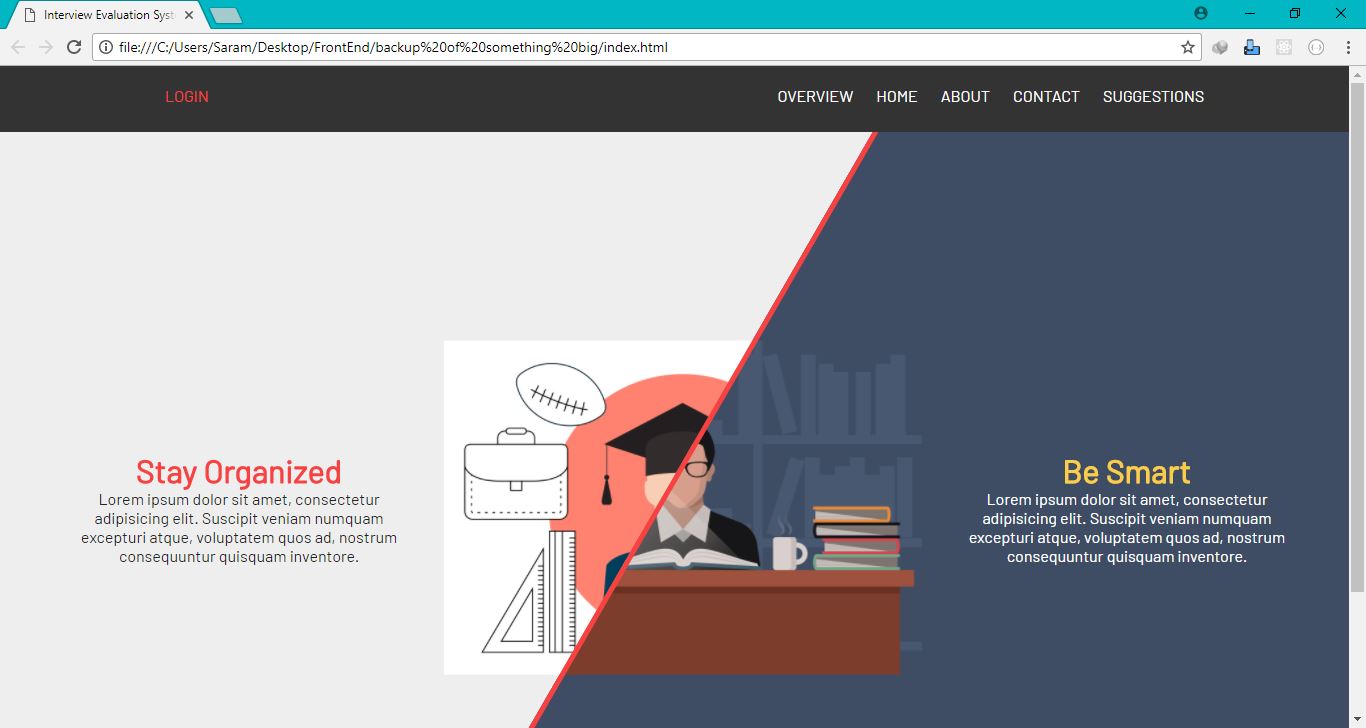 Interview Evaluation Syst
file:///C:/Users/Saram/Desktop/FrontEnd/backup%20of%20something%20big/index.html
LOGIN OVERVIEW HOME ABOUT CONTACT SUGGESTIONS
Stay Organized
Lorem ipsum dolor sit amet, consectetur
adipisicing elit. Suscipit veniam numquam
excepturi atque, voluptatem quos ad, nostrum
consequuntur quisquam inventore.
Be Smart
Lorem ipsum dolor sit amet, consectetur
adipisicing elit. Suscipit veniam numquam
excepturi atque, voluptatem quos ad, nostrum
consequuntur quisquam inventore.